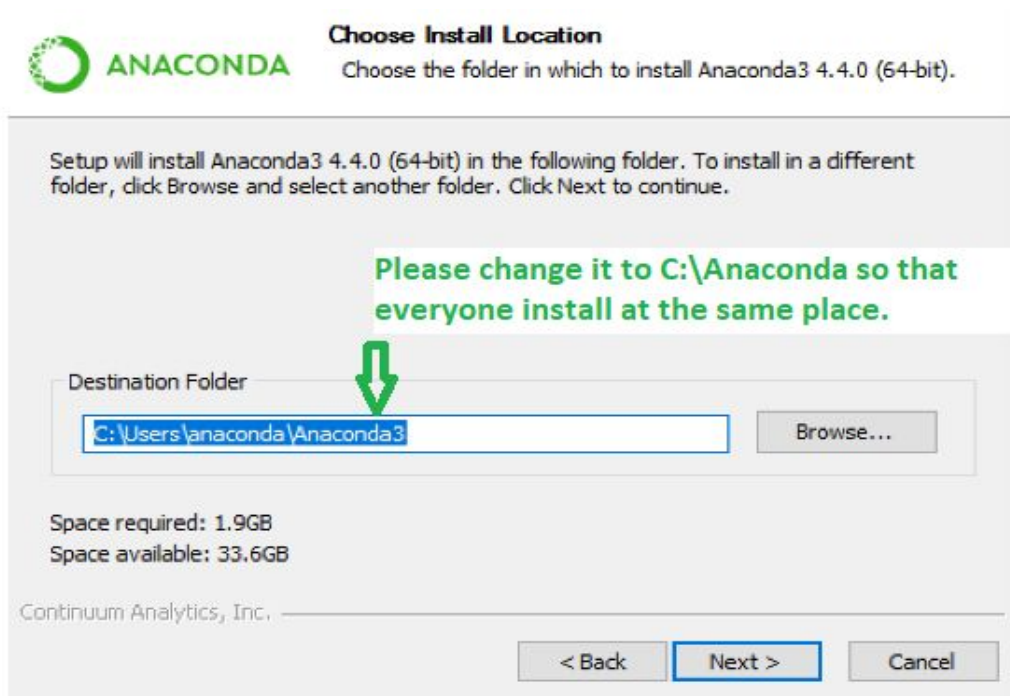 ANACONDA
Choose Install Location
Choose the folder in which to install Anaconda3 4.4.0 (64-bit).
Setup will install Anaconda3 4.4.0 (64-bit) in the following folder. To install in a different
folder, click Browse and select another folder. Click Next to continue.
Please change it to C:\Anaconda so that
everyone install at the same place.
Destination Folder
C:\Users\anaconda\Anaconda3
Browse...
Space required: 1.9GB
Space available: 33.6GB
Continuum Analytics, Inc.
< Back
Next >
Cancel